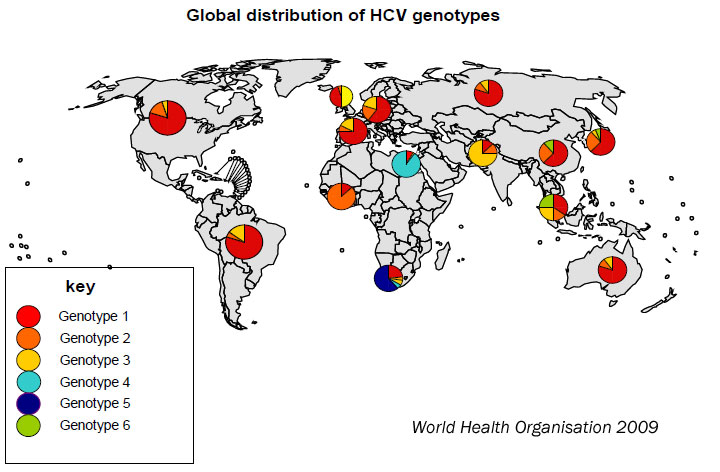 Global distribution of HCV genotypes
key
Genotype 1
Genotype 2
Genotype 3
Genotype 4
Genotype 5
Genotype 6
World Health Organisation 2009